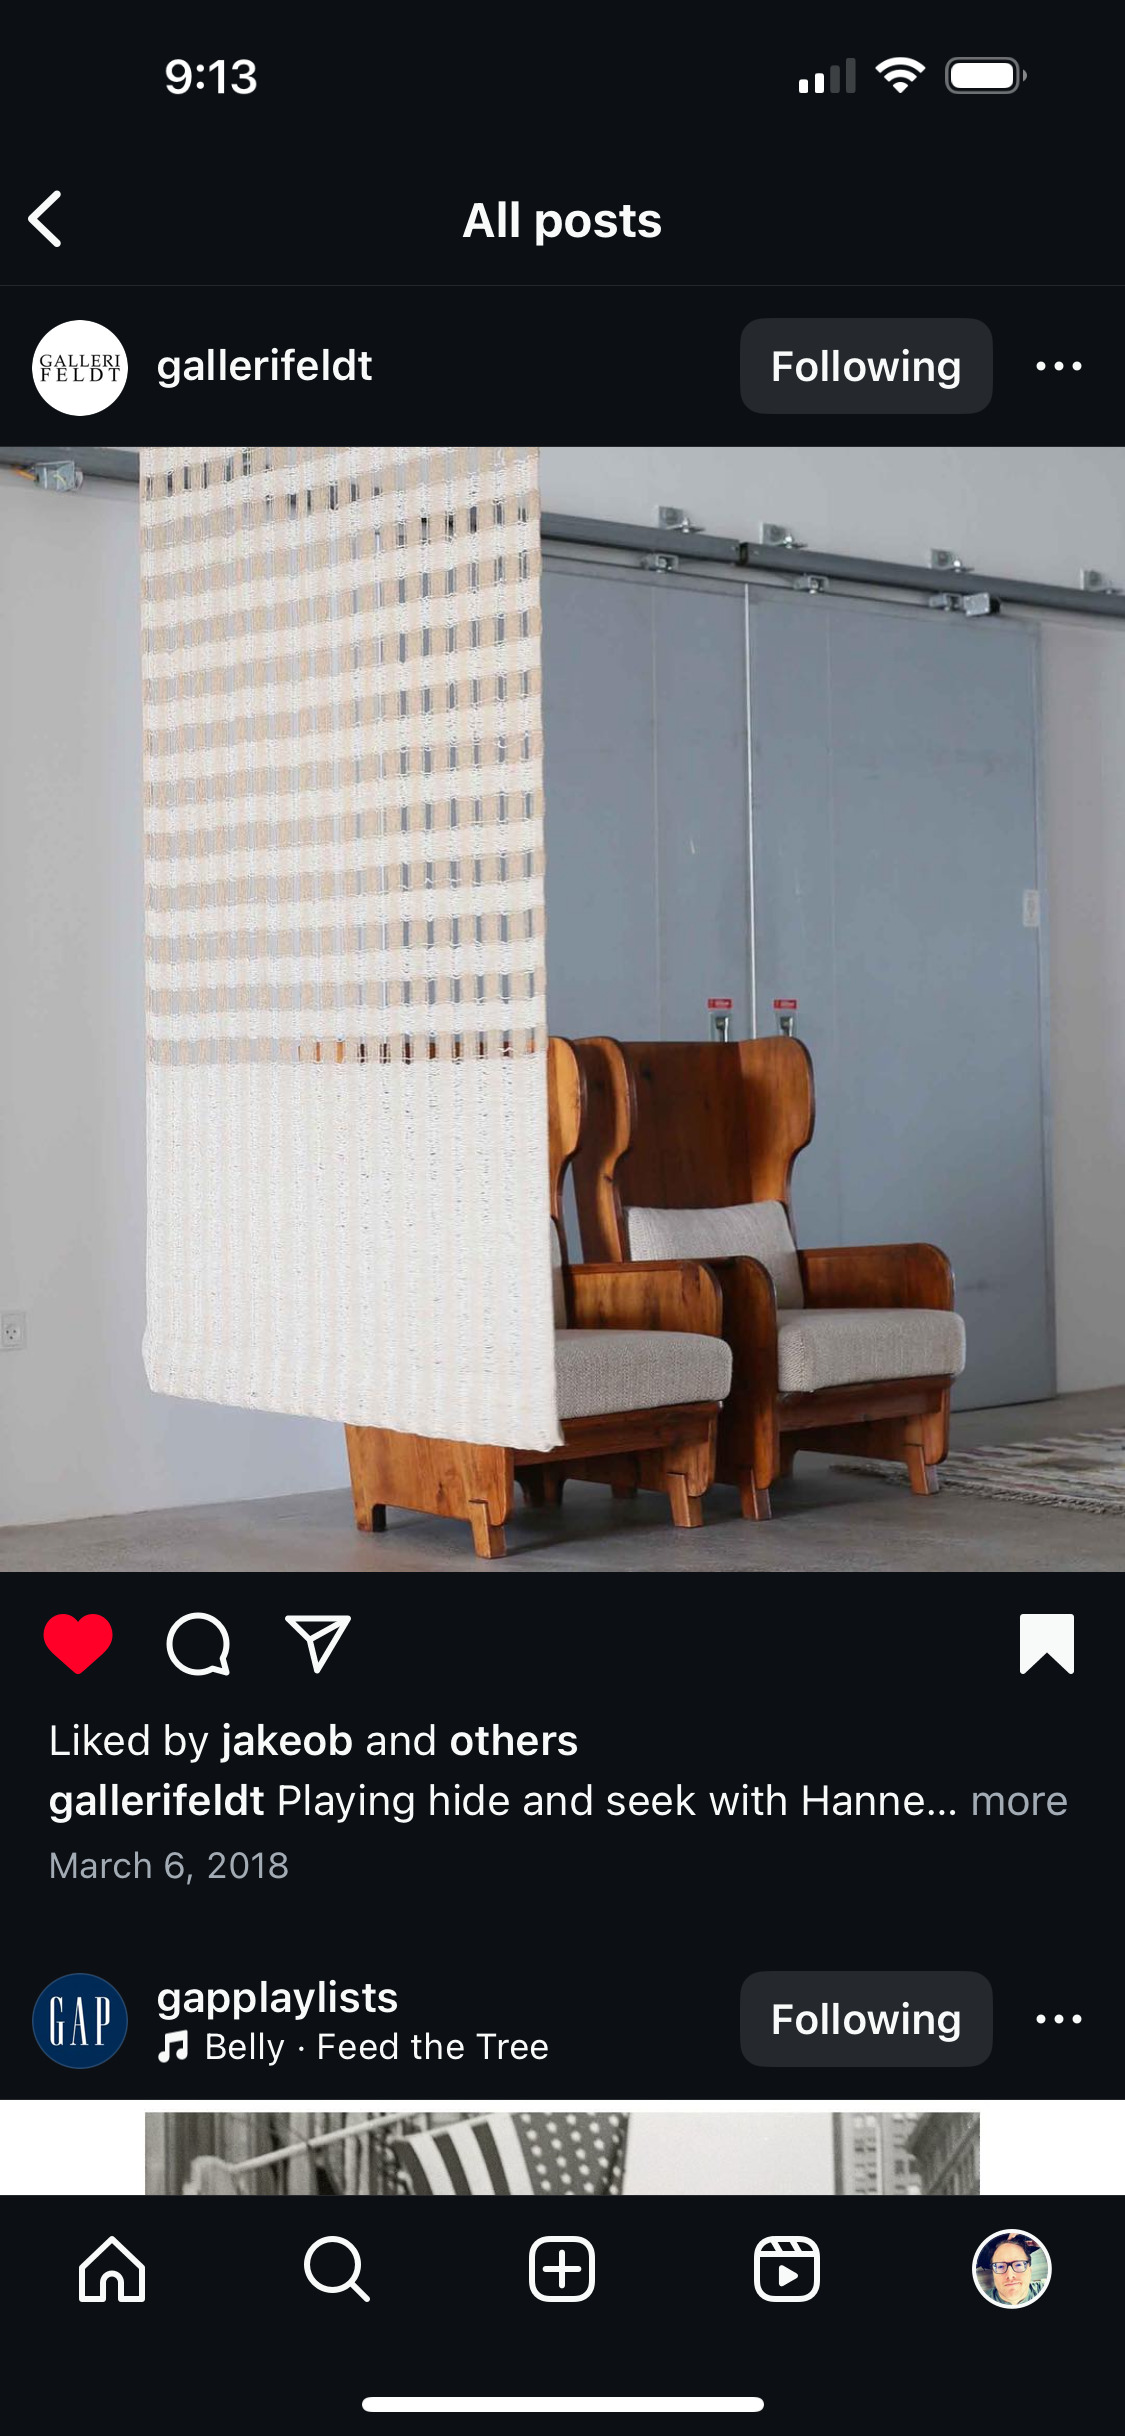 9:13
All posts
GALLERI
FELDT
gallerifeldt
Following
Liked by jakeob and others
gallerifeldt Playing hide and seek with Hanne... more
March 6, 2018
GAP
gapplaylists
Belly · Feed the Tree
Following